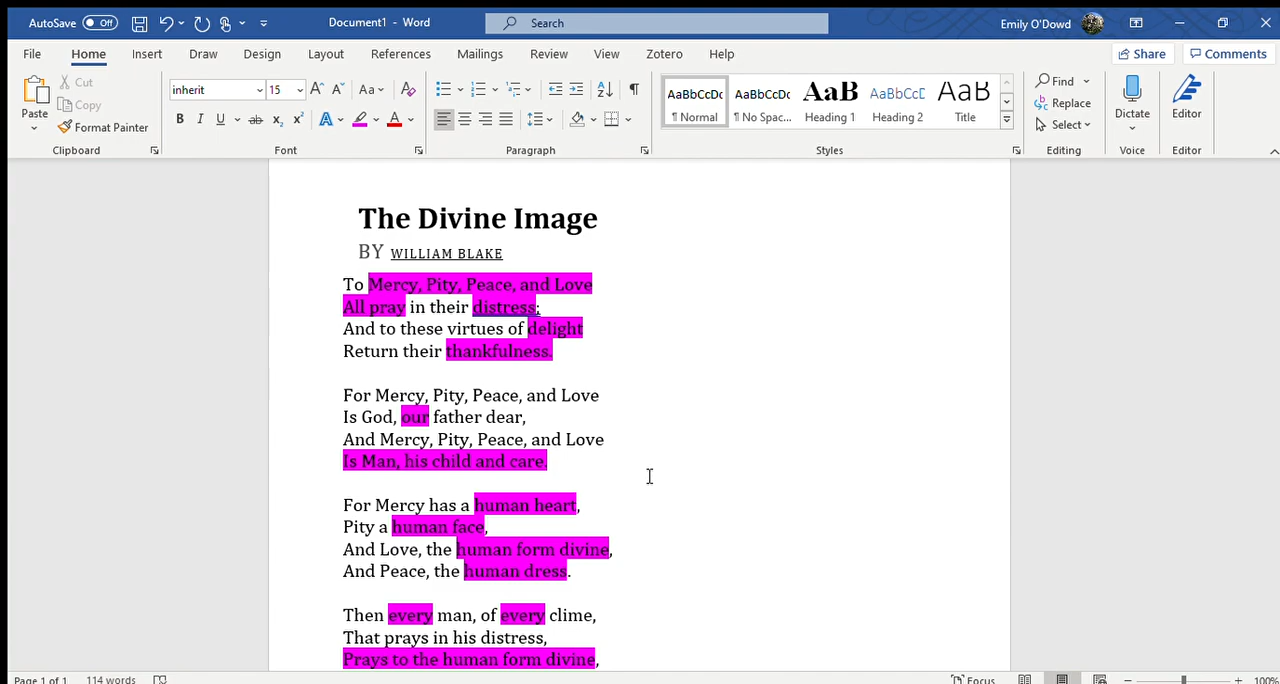 AutoSave Off Document1 - Word Search Emily O'Dowd
File Home Insert Draw Design Layout References Mailings Review View Zotero Help Share Comments
Paste
Cut
Copy
Format Painter
Clipboard
inherit 15
Font
Paragraph
AaBbCcDc
¶ Normal
AaBbCcDc
¶ No Spac...
AaB
Heading 1
AaBbCcC
Heading 2
AaB
Title
Styles
Find
Replace
Select
Editing
Dictate
Voice
Editor
Editor
The Divine Image
BY WILLIAM BLAKE
To Mercy, Pity, Peace, and Love
All pray in their distress;
And to these virtues of delight
Return their thankfulness.
For Mercy, Pity, Peace, and Love
Is God, our father dear,
And Mercy, Pity, Peace, and Love
Is Man, his child and care.
For Mercy has a human heart,
Pity a human face,
And Love, the human form divine,
And Peace, the human dress.
Then every man, of every clime,
That prays in his distress,
Prays to the human form divine,
Page 1 of 1 114 words Focus 100%